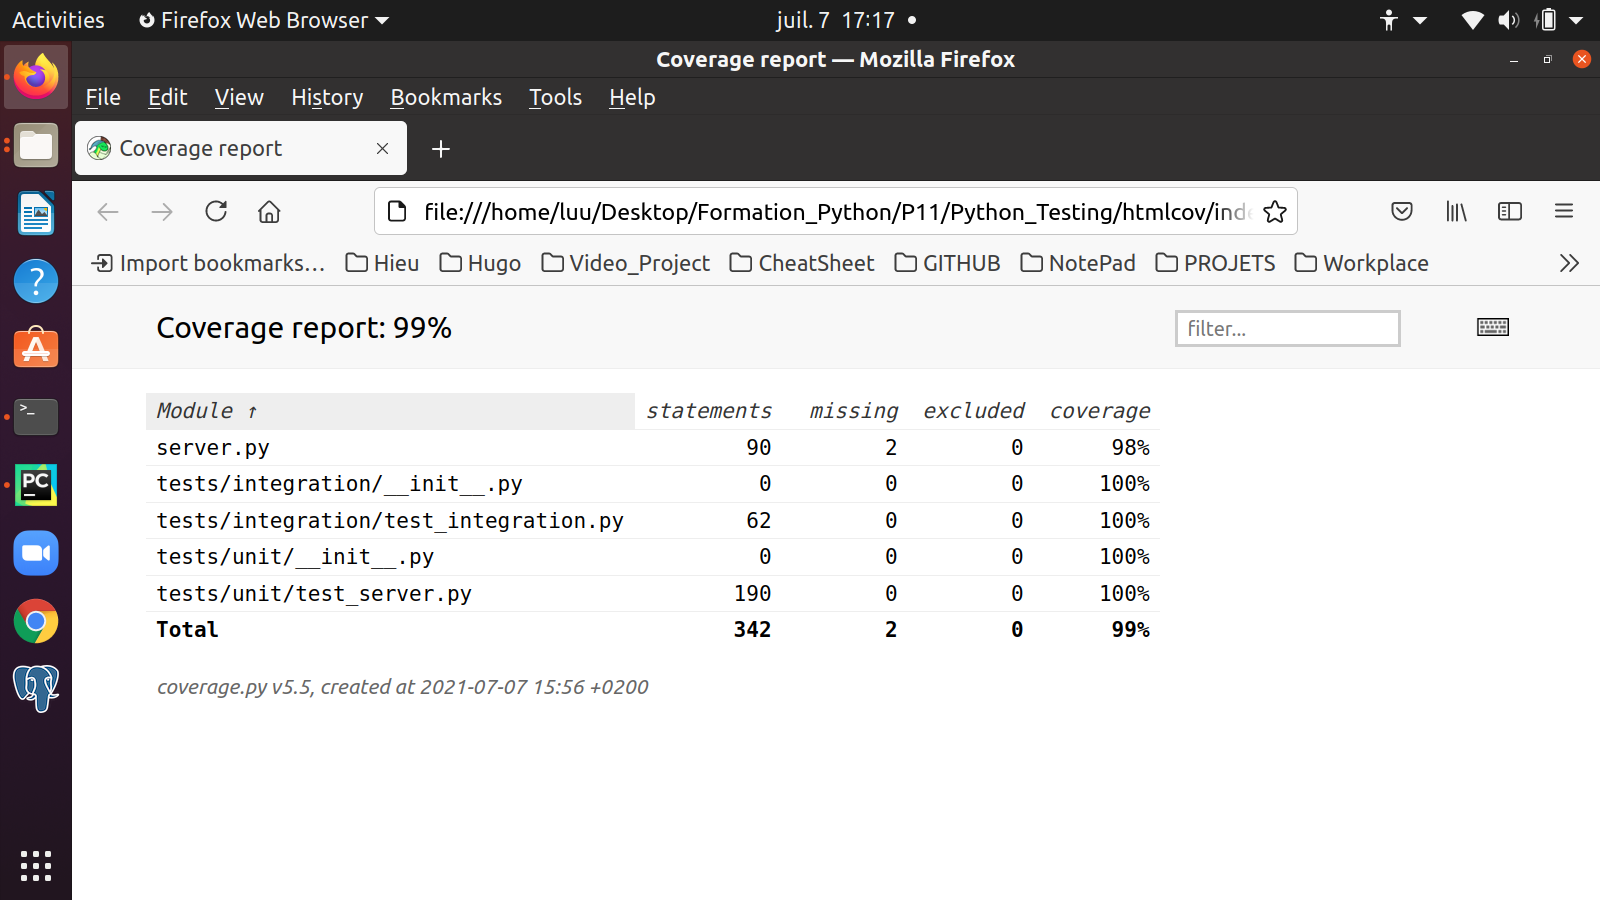 Activities Firefox Web Browser juil. 7 17:17
Coverage report — Mozilla Firefox
File Edit View History Bookmarks Tools Help
Coverage report
file:///home/luu/Desktop/Formation_Python/P11/Python_Testing/htmlcov/inde
Import bookmarks... Hieu Hugo Video_Project CheatSheet GITHUB NotePad PROJETS Workplace
Coverage report: 99% filter...
Module ↑ statements missing excluded coverage
server.py 90 2 0 98%
tests/integration/__init__.py 0 0 0 100%
tests/integration/test_integration.py 62 0 0 100%
tests/unit/__init__.py 0 0 0 100%
tests/unit/test_server.py 190 0 0 100%
Total 342 2 0 99%
coverage.py v5.5, created at 2021-07-07 15:56 +0200
PC